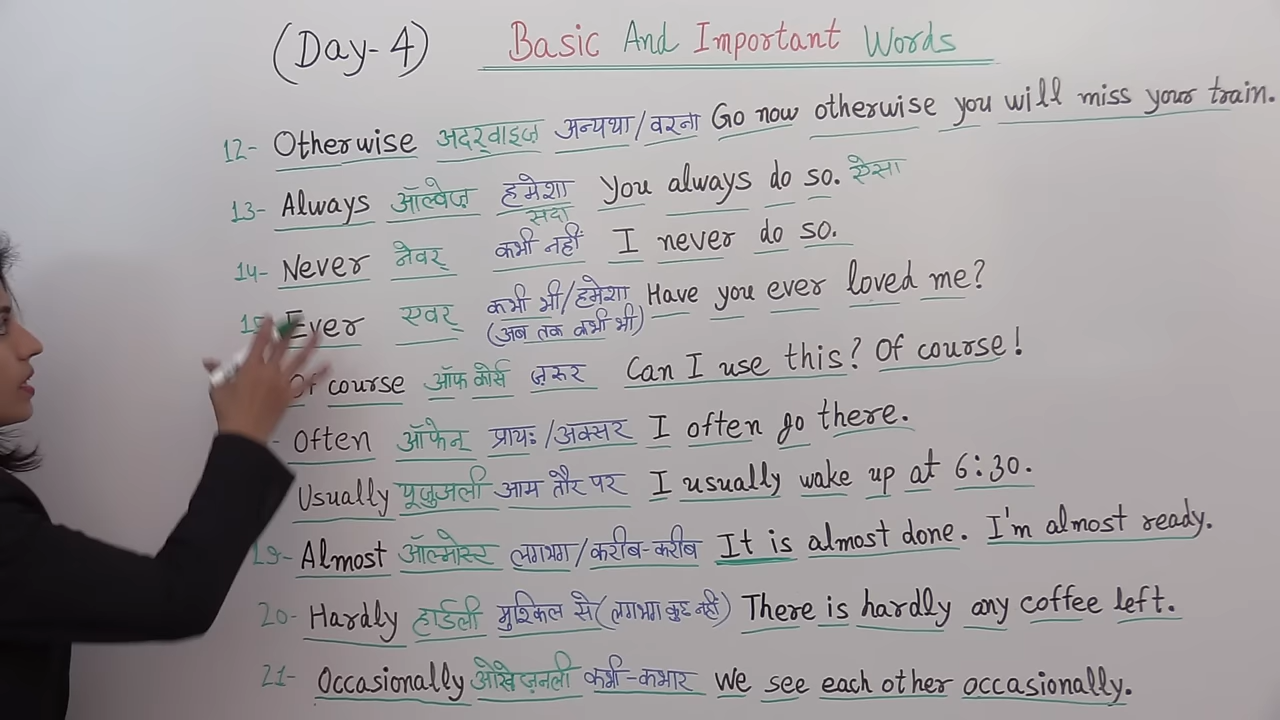 (Day-4) Basic And Important Words
12- Otherwise अदर्वाइज़ अन्यथा/वरना Go now otherwise you will miss your train.
13- Always ऑल्वेज़ हमेशा You always do so. ऐसा
सदा
14- Never नेवर् कभी नहीं I never do so.
15- Ever एवर् कभी भी/हमेशा Have you ever loved me?
(अब तक कभी भी)
Of course ऑफ कोर्स ज़रूर Can I use this? Of course!
- Often ऑफेन् प्रायः/अक्सर I often go there.
Usually यूज़ुअली आम तौर पर I usually wake up at 6:30.
19- Almost ऑल्मोस्ट लगभग/करीब-करीब It is almost done. I'm almost ready.
20- Hardly हार्डली मुश्किल से (लगभग कुछ नहीं) There is hardly any coffee left.
21- Occasionally ओखेज़नली कभी-कभार We see each other occasionally.